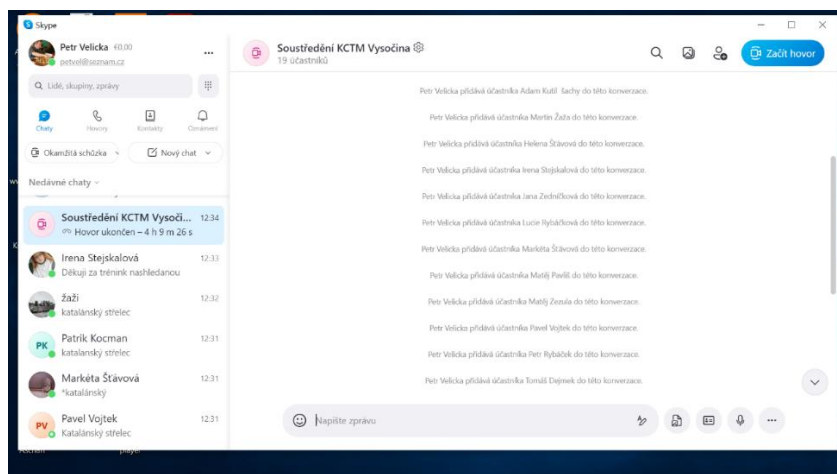 Skype
Petr Velicka €0,00
petvel@seznam.cz
Lidé, skupiny, zprávy
Chaty
Hovory
Kontakty
Oznámení
Okamžitá schůzka
Nový chat
Nedávné chaty
Soustředění KCTM Vysoči... 12:34
Hovor ukončen – 4 h 9 m 26 s
Irena Stejskalová 12:33
Děkuji za trénink nashledanou
žaži 12:32
katalánský střelec
PK
Patrik Kocman 12:31
katalanský střelec
Markéta Šťávová 12:31
*katalánský
PV
Pavel Vojtek 12:31
Katalánský střelec
Soustředění KCTM Vysočina
19 účastníků
Začít hovor
Petr Velicka přidává účastníka Adam Kutil Šachy do této konverzace.
Petr Velicka přidává účastníka Martin Žaža do této konverzace.
Petr Velicka přidává účastníka Helena Šťávová do této konverzace.
Petr Velicka přidává účastníka Irena Stejskalová do této konverzace.
Petr Velicka přidává účastníka Jana Zedníčková do této konverzace.
Petr Velicka přidává účastníka Lucie Rybáčková do této konverzace.
Petr Velicka přidává účastníka Markéta Šťávová do této konverzace.
Petr Velicka přidává účastníka Matěj Paviš do této konverzace.
Petr Velicka přidává účastníka Matěj Zezula do této konverzace.
Petr Velicka přidává účastníka Pavel Vojtek do této konverzace.
Petr Velicka přidává účastníka Petr Rybáček do této konverzace.
Petr Velicka přidává účastníka Tomáš Dejmek do této konverzace.
Napište zprávu
player